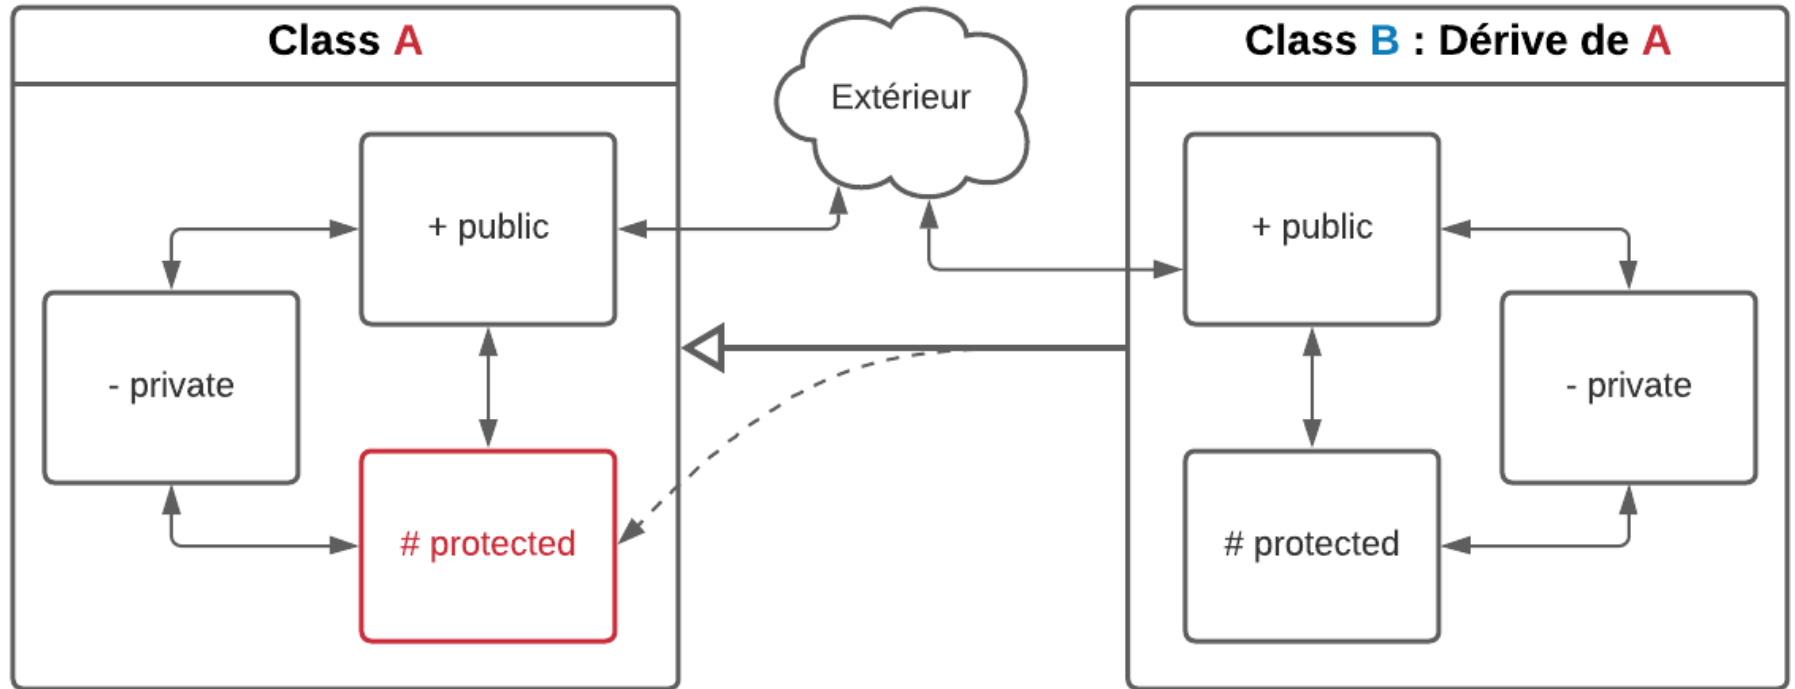 Class A
Extérieur
Class B : Dérive de A
+ public
- private
# protected
+ public
- private
# protected